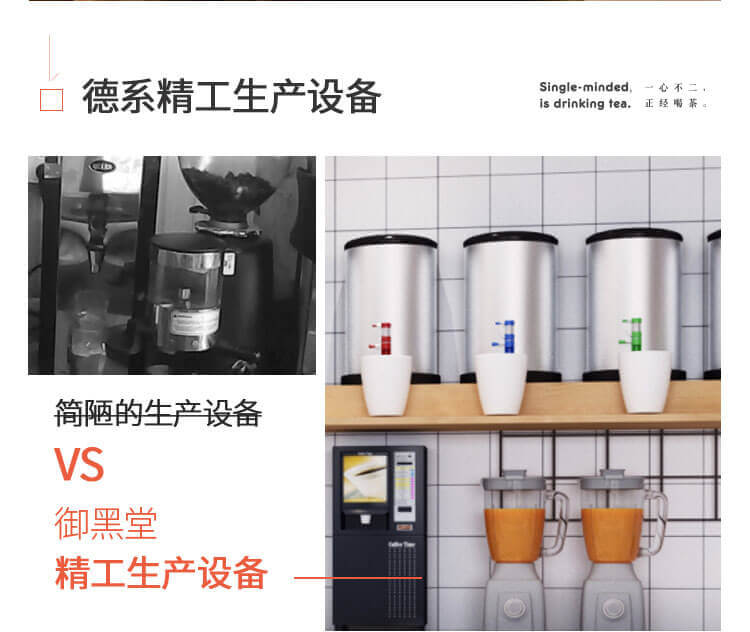 德系精工生产设备
Single-minded, 一心不二,
is drinking tea. 正经喝茶。
简陋的生产设备
VS
御黑堂
精工生产设备
Coffee Time